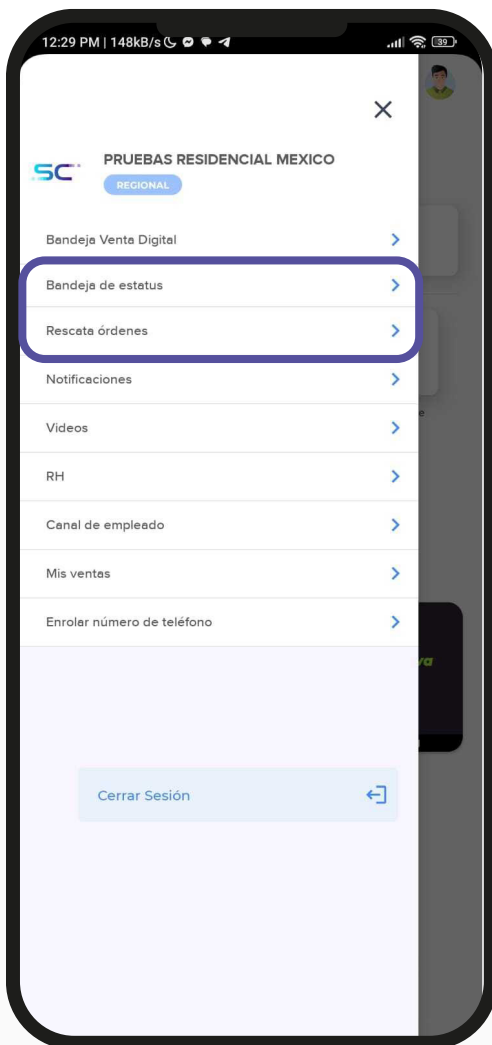 12:29 PM | 148kB/s
39
SC
PRUEBAS RESIDENCIAL MEXICO
REGIONAL
Bandeja Venta Digital
Bandeja de estatus
Rescata órdenes
Notificaciones
e
Videos
RH
Canal de empleado
Mis ventas
Enrolar número de teléfono
va
Cerrar Sesión